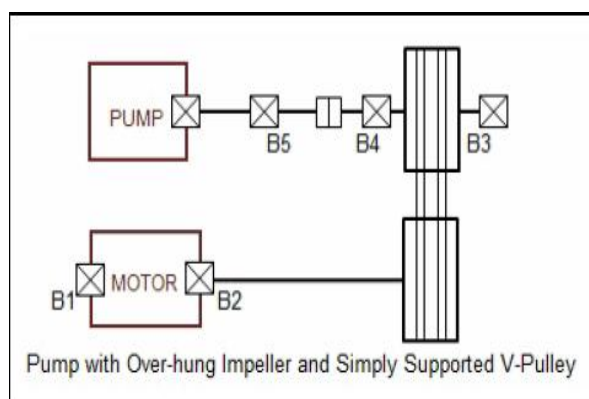 PUMP
B5
B4
B3
B1
MOTOR
B2
Pump with Over-hung Impeller and Simply Supported V-Pulley